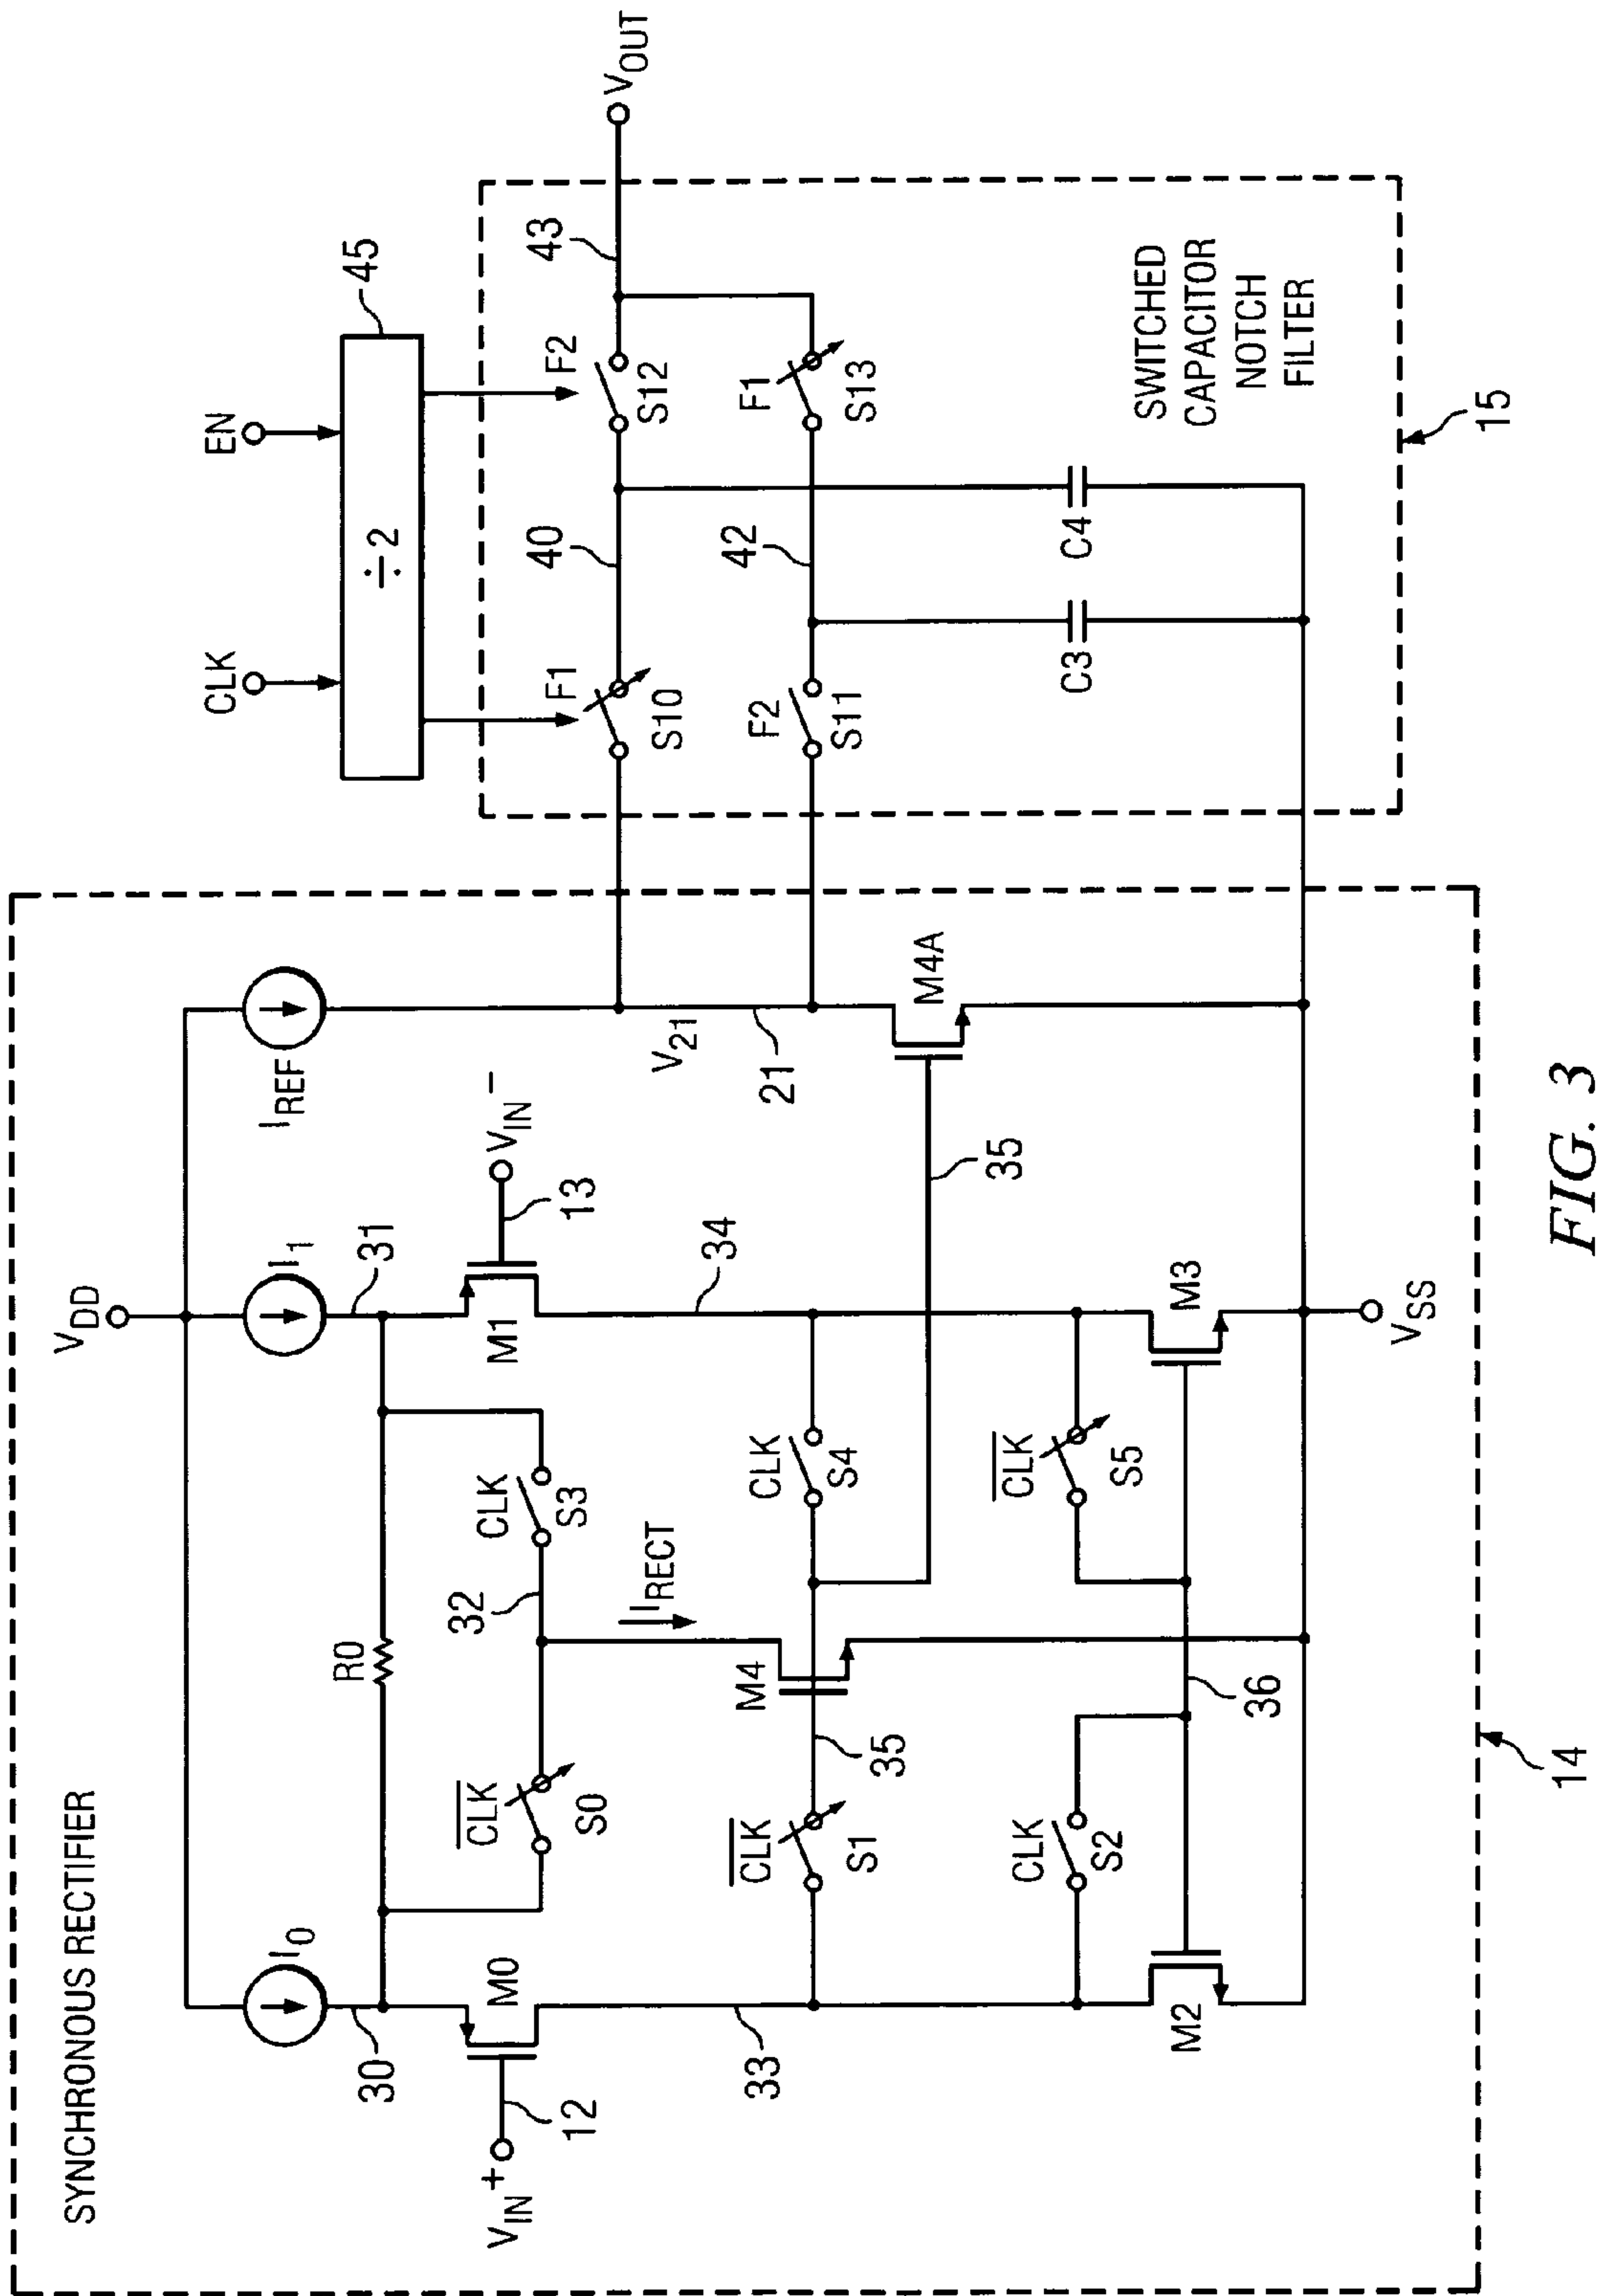 SYNCHRONOUS RECTIFIER
V_DD
I_0
I_1
I_REF
30
R0
31
CLK
EN
÷2
45
V_IN^+
12
M0
C̅L̅K̅
S0
32
CLK
S3
M1
13
V_IN^-
V_21
21
F1
S10
40
F2
S12
43
V_OUT
I_RECT
33
34
C̅L̅K̅
S1
35
M4
CLK
S4
35
M4A
F2
S11
42
F1
S13
CLK
S2
C̅L̅K̅
S5
M2
36
M3
C3
C4
SWITCHED
CAPACITOR
NOTCH
FILTER
V_SS
14
15
FIG. 3